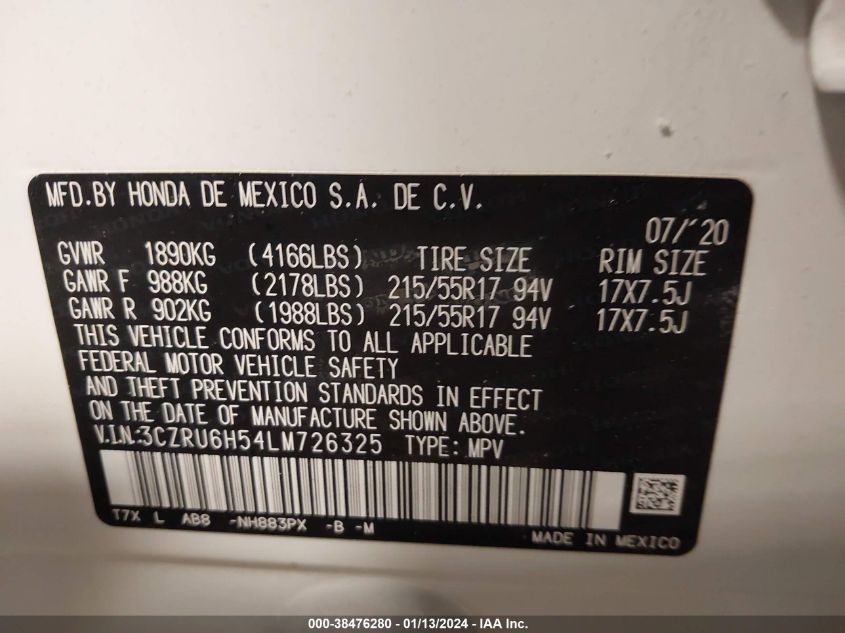 MFD.BY HONDA DE MEXICO S.A. DE C.V.
07/'20
GVWR 1890KG (4166LBS) TIRE SIZE RIM SIZE
GAWR F 988KG (2178LBS) 215/55R17 94V 17X7.5J
GAWR R 902KG (1988LBS) 215/55R17 94V 17X7.5J
THIS VEHICLE CONFORMS TO ALL APPLICABLE
FEDERAL MOTOR VEHICLE SAFETY
AND THEFT PREVENTION STANDARDS IN EFFECT
ON THE DATE OF MANUFACTURE SHOWN ABOVE.
V.I.N:3CZRU6H54LM726325 TYPE: MPV
T7X L AB8 -NH883PX -B -M
MADE IN MEXICO
000-38476280 - 01/13/2024 - IAA Inc.